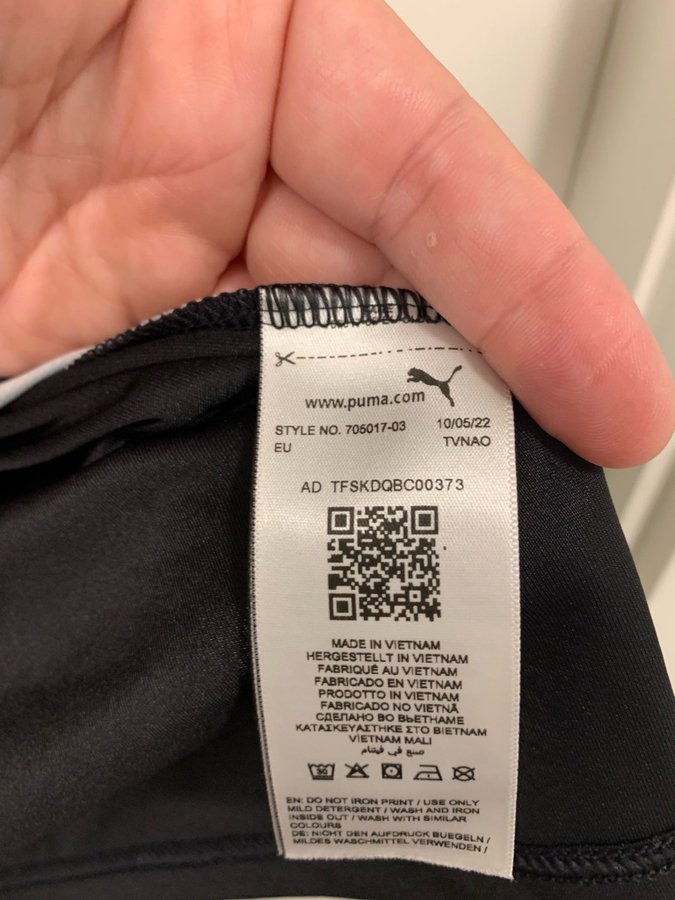 www.puma.com
STYLE NO. 705017-03 10/05/22
EU TVNAO
AD TFSKDQBC00373
MADE IN VIETNAM
HERGESTELLT IN VIETNAM
FABRIQUÉ AU VIETNAM
FABRICADO EN VIETNAM
PRODOTTO IN VIETNAM
FABRICADO NO VIETNÃ
СДЕЛАНО ВО ВЬЕТНАМЕ
ΚΑΤΑΣΚΕΥΑΣΤΗΚΕ ΣΤΟ ΒΙΕΤΝΑΜ
VİETNAM MALI
صنع في فيتنام
30
EN: DO NOT IRON PRINT / USE ONLY
MILD DETERGENT / WASH AND IRON
INSIDE OUT / WASH WITH SIMILAR
COLOURS
DE: NICHT DEN AUFDRUCK BUEGELN /
MILDES WASCHMITTEL VERWENDEN /